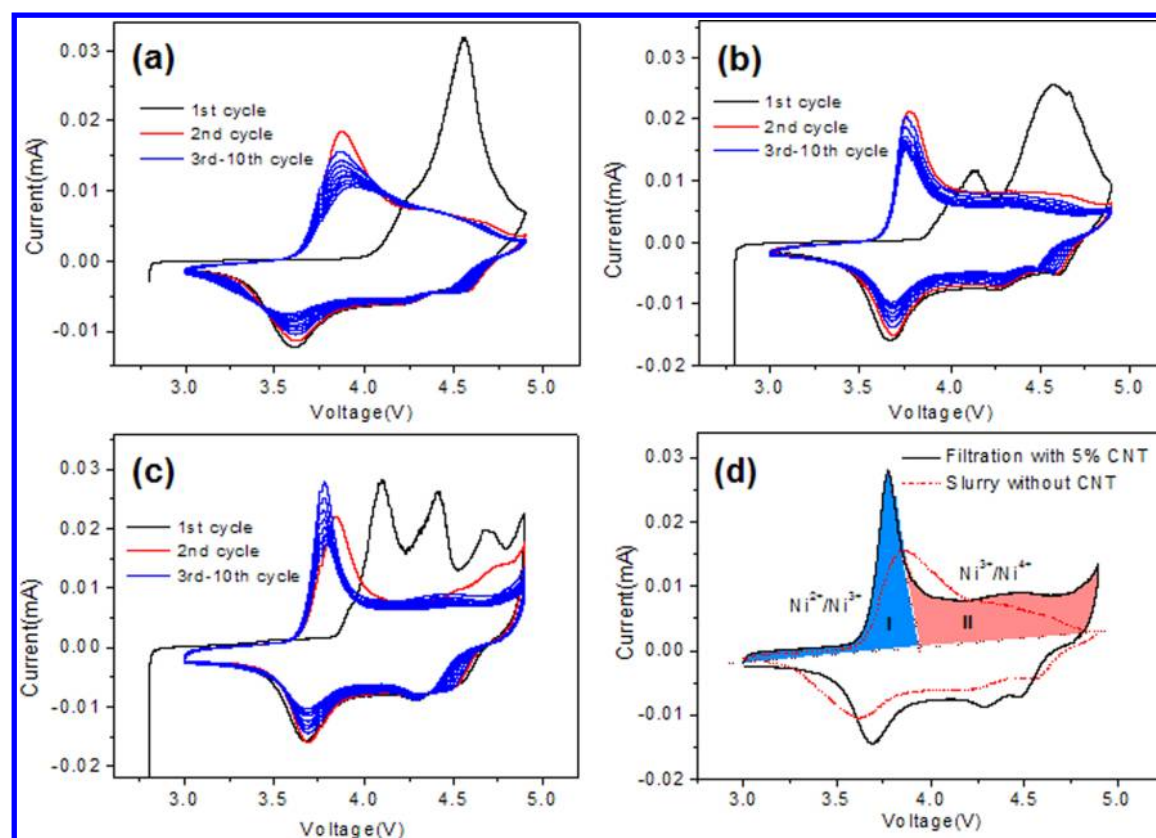 (a)
1st cycle
2nd cycle
3rd-10th cycle
Current(mA)
0.03
0.02
0.01
0.00
-0.01
3.0 3.5 4.0 4.5 5.0
Voltage(V)
(b)
1st cycle
2nd cycle
3rd-10th cycle
Current(mA)
0.03
0.02
0.01
0.00
-0.01
-0.02
3.0 3.5 4.0 4.5 5.0
Voltage(V)
(c)
1st cycle
2nd cycle
3rd-10th cycle
Current(mA)
0.03
0.02
0.01
0.00
-0.01
-0.02
3.0 3.5 4.0 4.5 5.0
Voltage(V)
(d)
Filtration with 5% CNT
Slurry without CNT
Ni³⁺/Ni⁴⁺
Ni²⁺/Ni³⁺
I II
Current(mA)
0.03
0.02
0.01
0.00
-0.01
-0.02
3.0 3.5 4.0 4.5 5.0
Voltage(V)